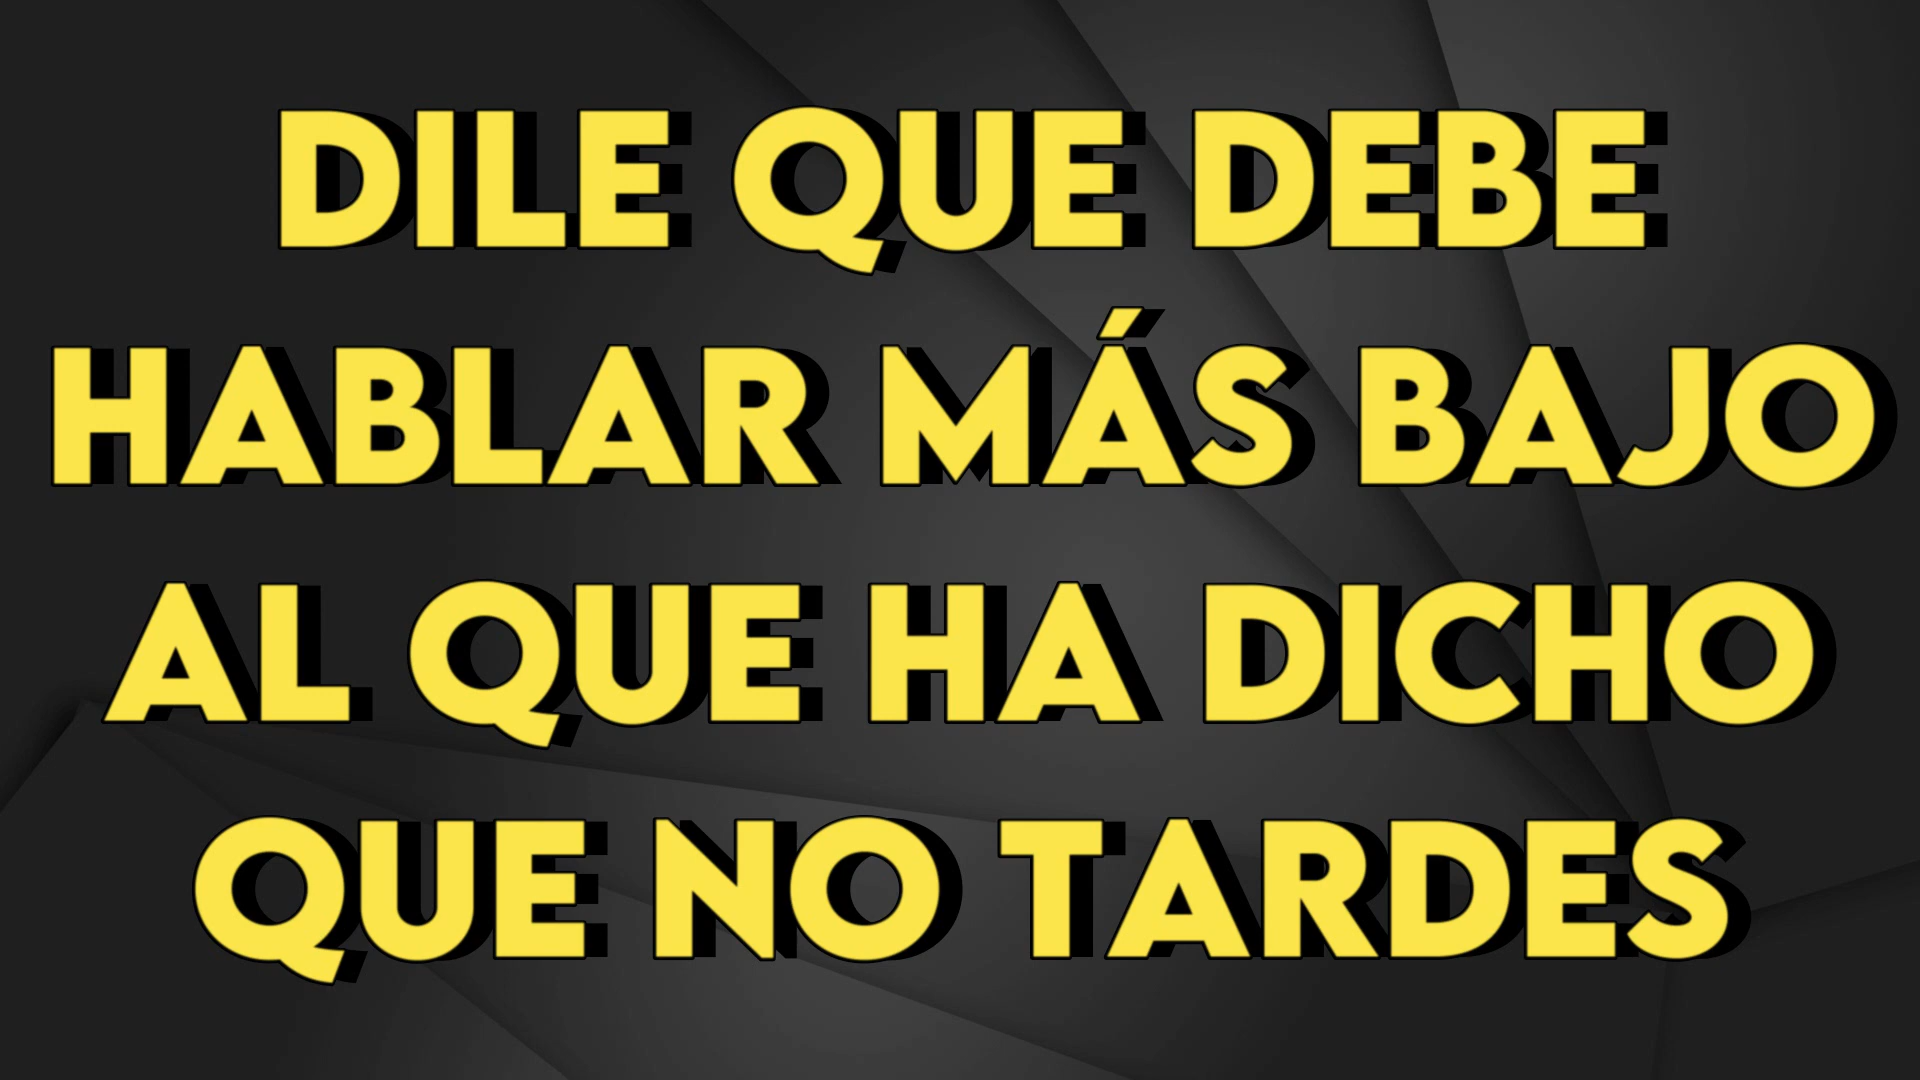 DILE QUE DEBE
HABLAR MÁS BAJO
AL QUE HA DICHO
QUE NO TARDES